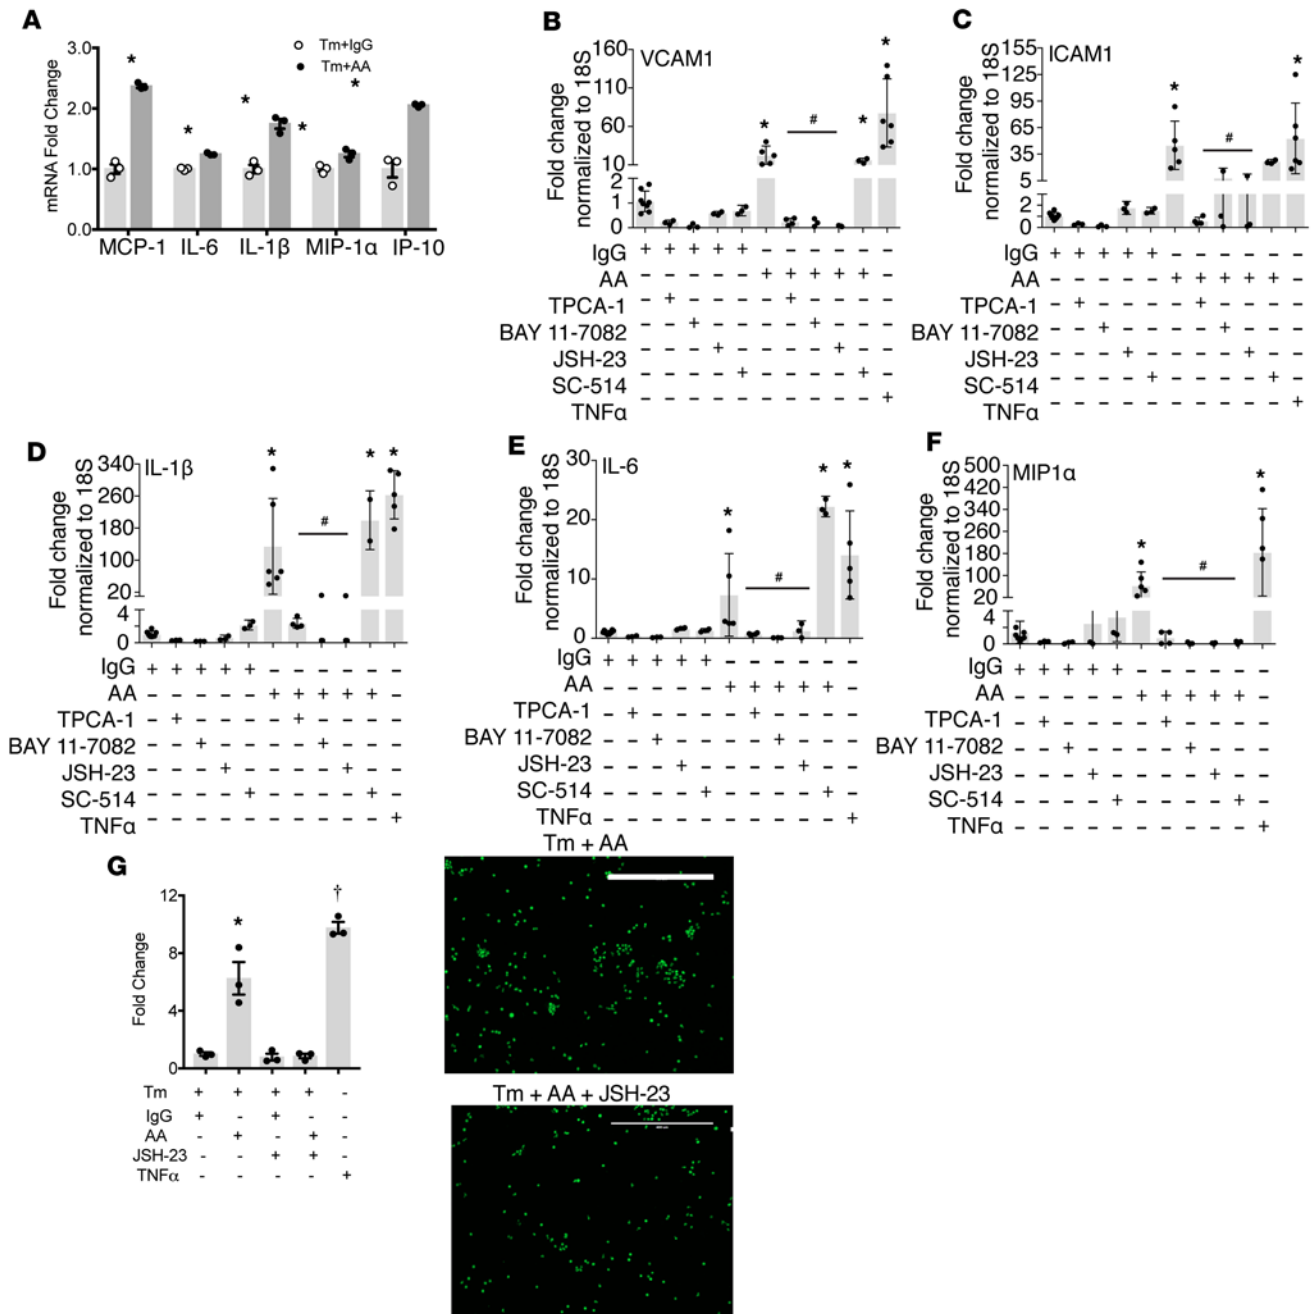 A
mRNA Fold Change
3.0
2.0
1.0
0.0
Tm+IgG
Tm+AA
* * * * *
MCP-1 IL-6 IL-1β MIP-1α IP-10
B
Fold change
normalized to 18S
VCAM1
160
110
60
10
2
1
0
* # * *
IgG + + + + + - - - - - -
AA - - - - - + + + + + -
TPCA-1 - + - - - - + - - - -
BAY 11-7082 - - + - - - - + - - -
JSH-23 - - - + - - - - + - -
SC-514 - - - - + - - - - + -
TNFα - - - - - - - - - - +
C
Fold change
normalized to 18S
ICAM1
155
125
95
65
35
5
2
0
* # *
IgG + + + + + - - - - - -
AA - - - - - + + + + + -
TPCA-1 - + - - - - + - - - -
BAY 11-7082 - - + - - - - + - - -
JSH-23 - - - + - - - - + - -
SC-514 - - - - + - - - - + -
TNFα - - - - - - - - - - +
D
Fold change
normalized to 18S
IL-1β
340
260
180
100
20
4
0
* # * *
IgG + + + + + - - - - - -
AA - - - - - + + + + + -
TPCA-1 - + - - - - + - - - -
BAY 11-7082 - - + - - - - + - - -
JSH-23 - - - + - - - - + - -
SC-514 - - - - + - - - - + -
TNFα - - - - - - - - - - +
E
Fold change
normalized to 18S
IL-6
30
20
10
0
* # * *
IgG + + + + + - - - - - -
AA - - - - - + + + + + -
TPCA-1 - + - - - - + - - - -
BAY 11-7082 - - + - - - - + - - -
JSH-23 - - - + - - - - + - -
SC-514 - - - - + - - - - + -
TNFα - - - - - - - - - - +
F
Fold change
normalized to 18S
MIP1α
500
420
340
260
180
100
20
4
0
* # *
IgG + + + + + - - - - - -
AA - - - - - + + + + + -
TPCA-1 - + - - - - + - - - -
BAY 11-7082 - - + - - - - + - - -
JSH-23 - - - + - - - - + - -
SC-514 - - - - + - - - - + -
TNFα - - - - - - - - - - +
G
Fold Change
12
8
4
0
* †
Tm + + + + -
IgG + - + - -
AA - + - + -
JSH-23 - - + + -
TNFα - - - - +
Tm + AA
Tm + AA + JSH-23